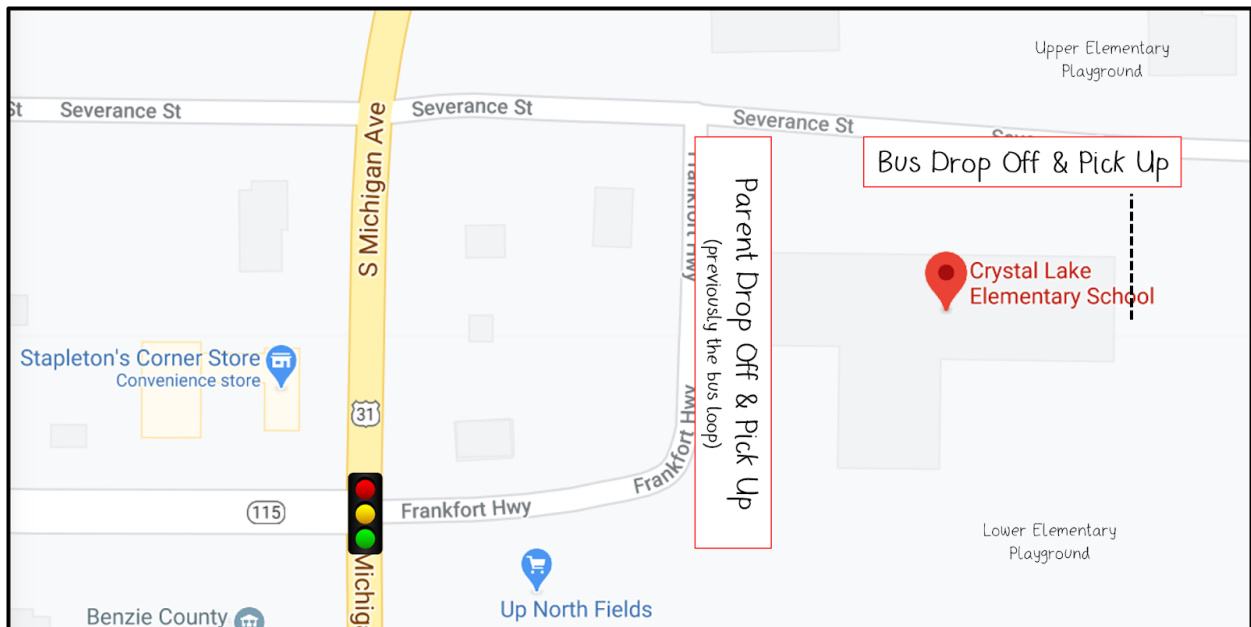 Upper Elementary
Playground
St
Severance St
Severance St
Severance St
S Michigan Ave
Bus Drop Off & Pick Up
Frankfort Hwy
Parent Drop Off & Pick Up
(previously the bus loop)
Crystal Lake
Elementary School
Stapleton's Corner Store
Convenience store
31
Frankfort Hwy
115
Frankfort Hwy
Lower Elementary
Playground
Up North Fields
Benzie County